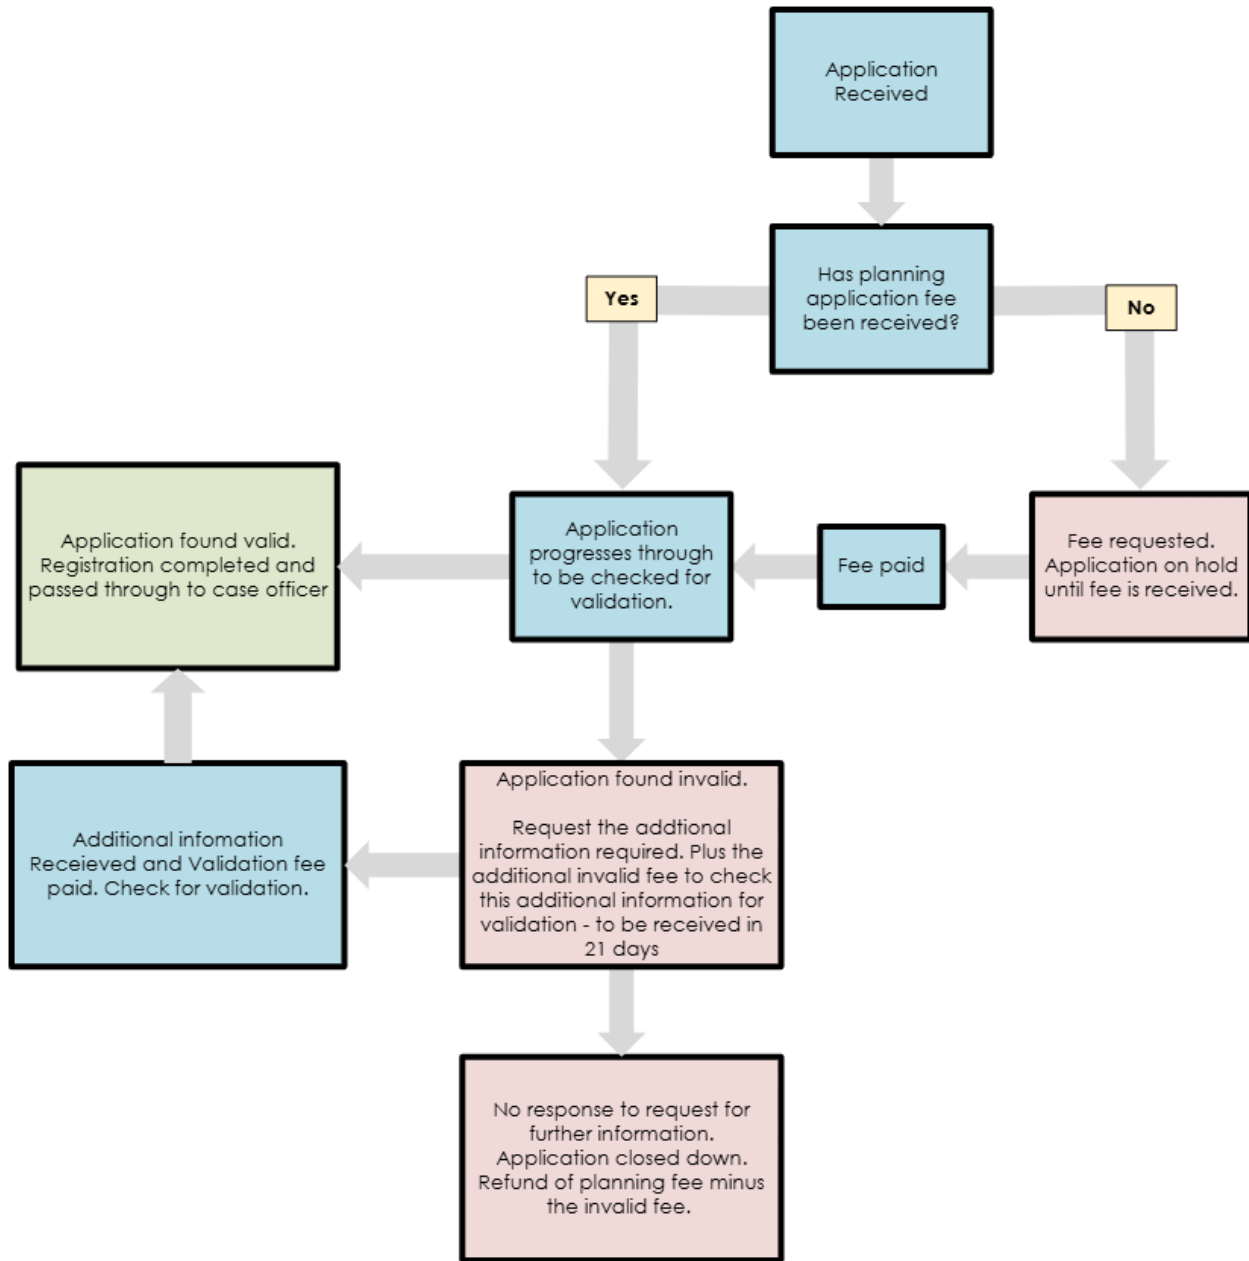 Application
Received
Has planning
application fee
been received?
Yes
No
Application found valid.
Registration completed and
passed through to case officer
Application
progresses through
to be checked for
validation.
Fee paid
Fee requested.
Application on hold
until fee is received.
Additional infomation
Receieved and Validation fee
paid. Check for validation.
Application found invalid.
Request the addtional
information required. Plus the
additional invalid fee to check
this additional information for
validation - to be received in
21 days
No response to request for
further information.
Application closed down.
Refund of planning fee minus
the invalid fee.